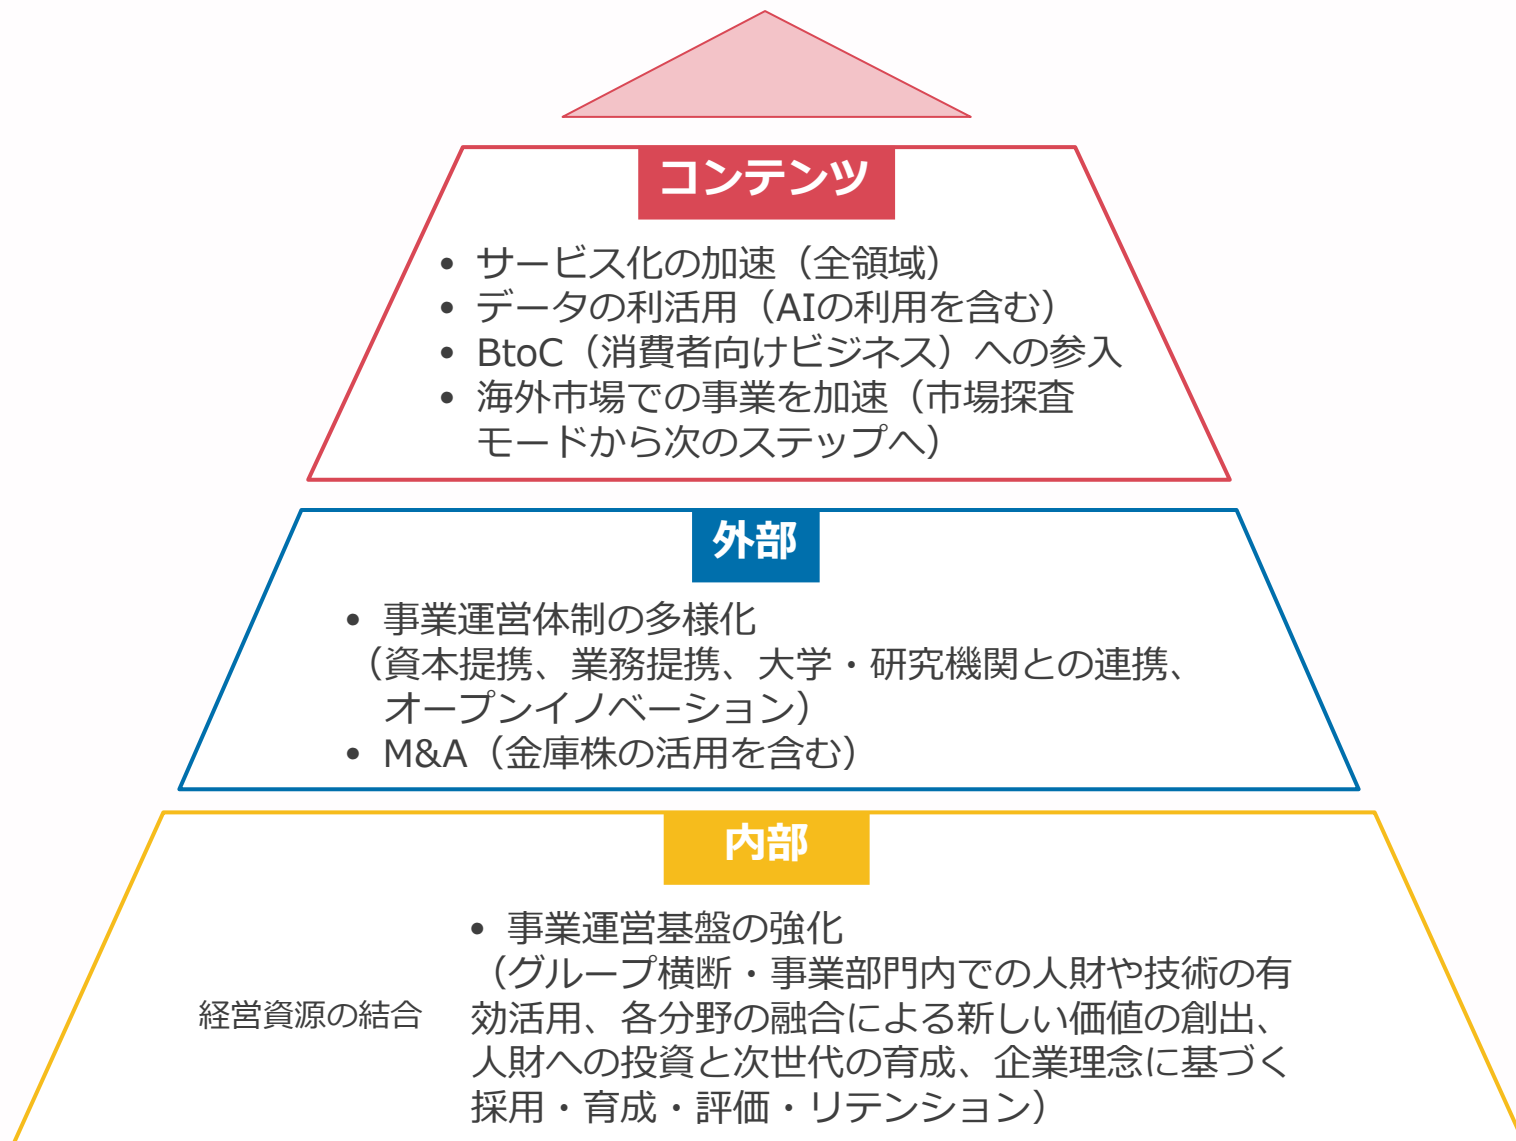 コンテンツ
• サービス化の加速（全領域）
• データの利活用（AIの利用を含む）
• BtoC（消費者向けビジネス）への参入
• 海外市場での事業を加速（市場探査
モードから次のステップへ）
外部
• 事業運営体制の多様化
（資本提携、業務提携、大学・研究機関との連携、
オープンイノベーション）
• M&A（金庫株の活用を含む）
内部
• 事業運営基盤の強化
（グループ横断・事業部門内での人財や技術の有
経営資源の結合
効活用、各分野の融合による新しい価値の創出、
人財への投資と次世代の育成、企業理念に基づく
採用・育成・評価・リテンション）